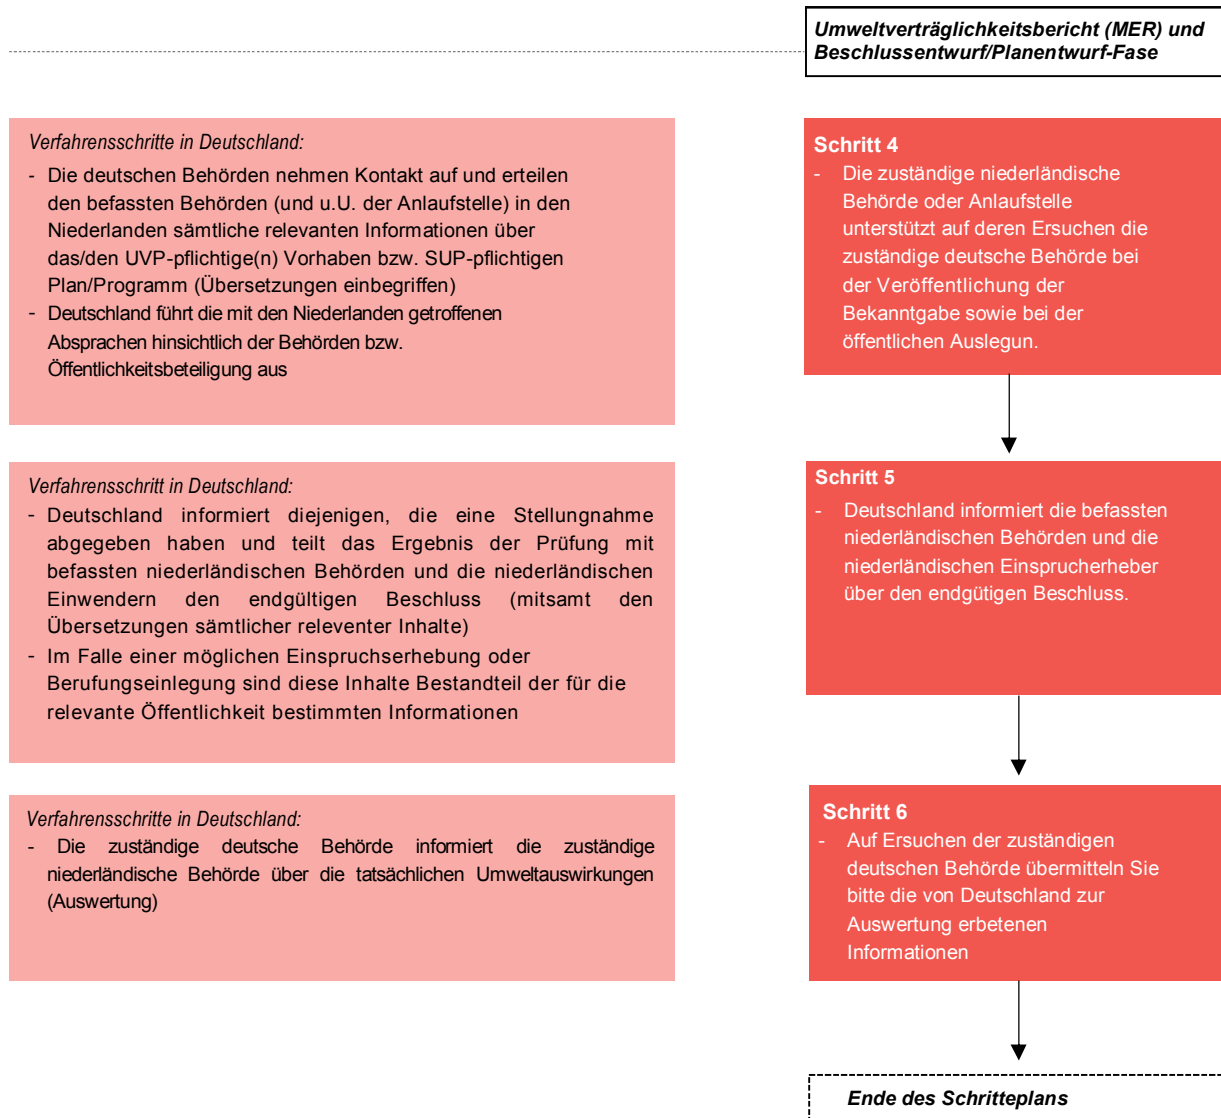 Umweltverträglichkeitsbericht (MER) und
Beschlussentwurf/Planentwurf-Fase
Verfahrensschritte in Deutschland:
- Die deutschen Behörden nehmen Kontakt auf und erteilen
den befassten Behörden (und u.U. der Anlaufstelle) in den
Niederlanden sämtliche relevanten Informationen über
das/den UVP-pflichtige(n) Vorhaben bzw. SUP-pflichtigen
Plan/Programm (Übersetzungen einbegriffen)
- Deutschland führt die mit den Niederlanden getroffenen
Absprachen hinsichtlich der Behörden bzw.
Öffentlichkeitsbeteiligung aus
Schritt 4
- Die zuständige niederländische
Behörde oder Anlaufstelle
unterstützt auf deren Ersuchen die
zuständige deutsche Behörde bei
der Veröffentlichung der
Bekanntgabe sowie bei der
öffentlichen Auslegun.
Verfahrensschritt in Deutschland:
- Deutschland informiert diejenigen, die eine Stellungnahme
abgegeben haben und teilt das Ergebnis der Prüfung mit
befassten niederländischen Behörden und die niederländischen
Einwendern den endgültigen Beschluss (mitsamt den
Übersetzungen sämtlicher releventer Inhalte)
- Im Falle einer möglichen Einspruchserhebung oder
Berufungseinlegung sind diese Inhalte Bestandteil der für die
relevante Öffentlichkeit bestimmten Informationen
Schritt 5
- Deutschland informiert die befassten
niederländischen Behörden und die
niederländischen Einsprucherheber
über den endgütigen Beschluss.
Verfahrensschritte in Deutschland:
- Die zuständige deutsche Behörde informiert die zuständige
niederländische Behörde über die tatsächlichen Umweltauswirkungen
(Auswertung)
Schritt 6
- Auf Ersuchen der zuständigen
deutschen Behörde übermitteln Sie
bitte die von Deutschland zur
Auswertung erbetenen
Informationen
Ende des Schritteplans